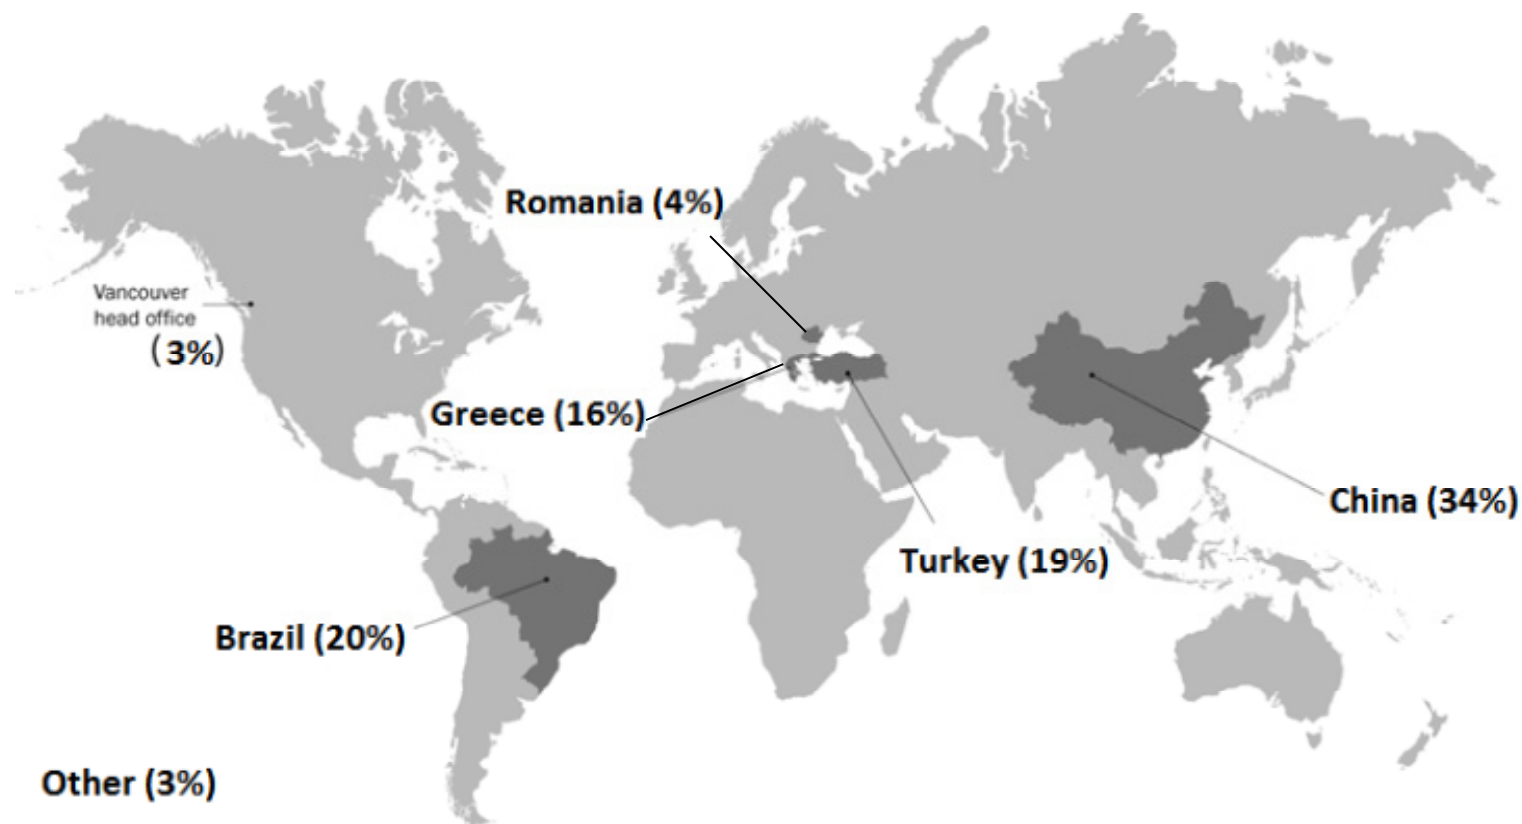 Romania (4%)
Vancouver
head office
(3%)
Greece (16%)
China (34%)
Turkey (19%)
Brazil (20%)
Other (3%)